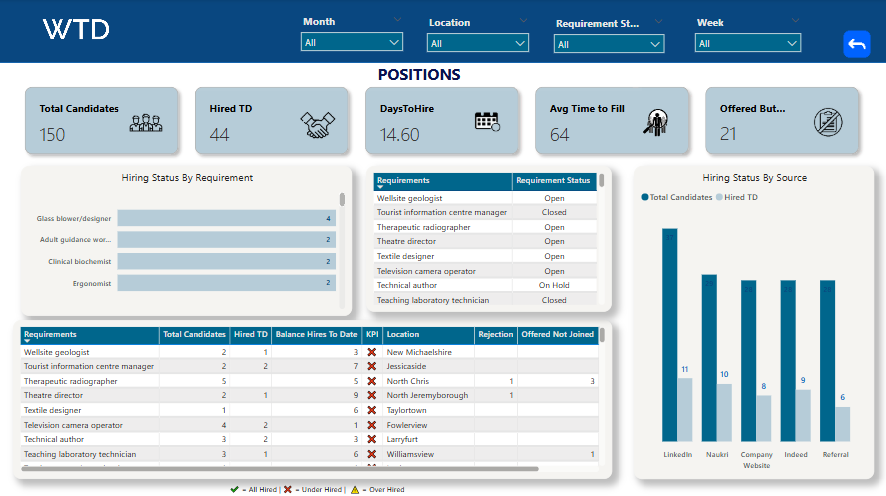 WTD
Month
All
Location
All
Requirement St...
All
Week
All
POSITIONS
Total Candidates
150
Hired TD
44
DaysToHire
14.60
Avg Time to Fill
64
Offered But...
21
Hiring Status By Requirement
Glass blower/designer 4
Adult guidance wor... 2
Clinical biochemist 2
Ergonomist 2
Requirements Requirement Status
Wellsite geologist Open
Tourist information centre manager Closed
Therapeutic radiographer Open
Theatre director Open
Textile designer Open
Television camera operator Open
Technical author On Hold
Teaching laboratory technician Closed
Hiring Status By Source
Total Candidates Hired TD
11
10
8
9
6
LinkedIn Naukri Company Website Indeed Referral
Requirements Total Candidates Hired TD Balance Hires To Date KPI Location Rejection Offered Not Joined
Wellsite geologist 2 1 3 New Michaelshire
Tourist information centre manager 2 2 7 Jessicaside
Therapeutic radiographer 5 5 North Chris 1 3
Theatre director 2 1 9 North Jeremyborough 1
Textile designer 1 6 Taylortown
Television camera operator 4 2 1 Fowlerview
Technical author 3 2 3 Larryfurt
Teaching laboratory technician 3 1 6 Williamsview 1
= All Hired | = Under Hired | = Over Hired